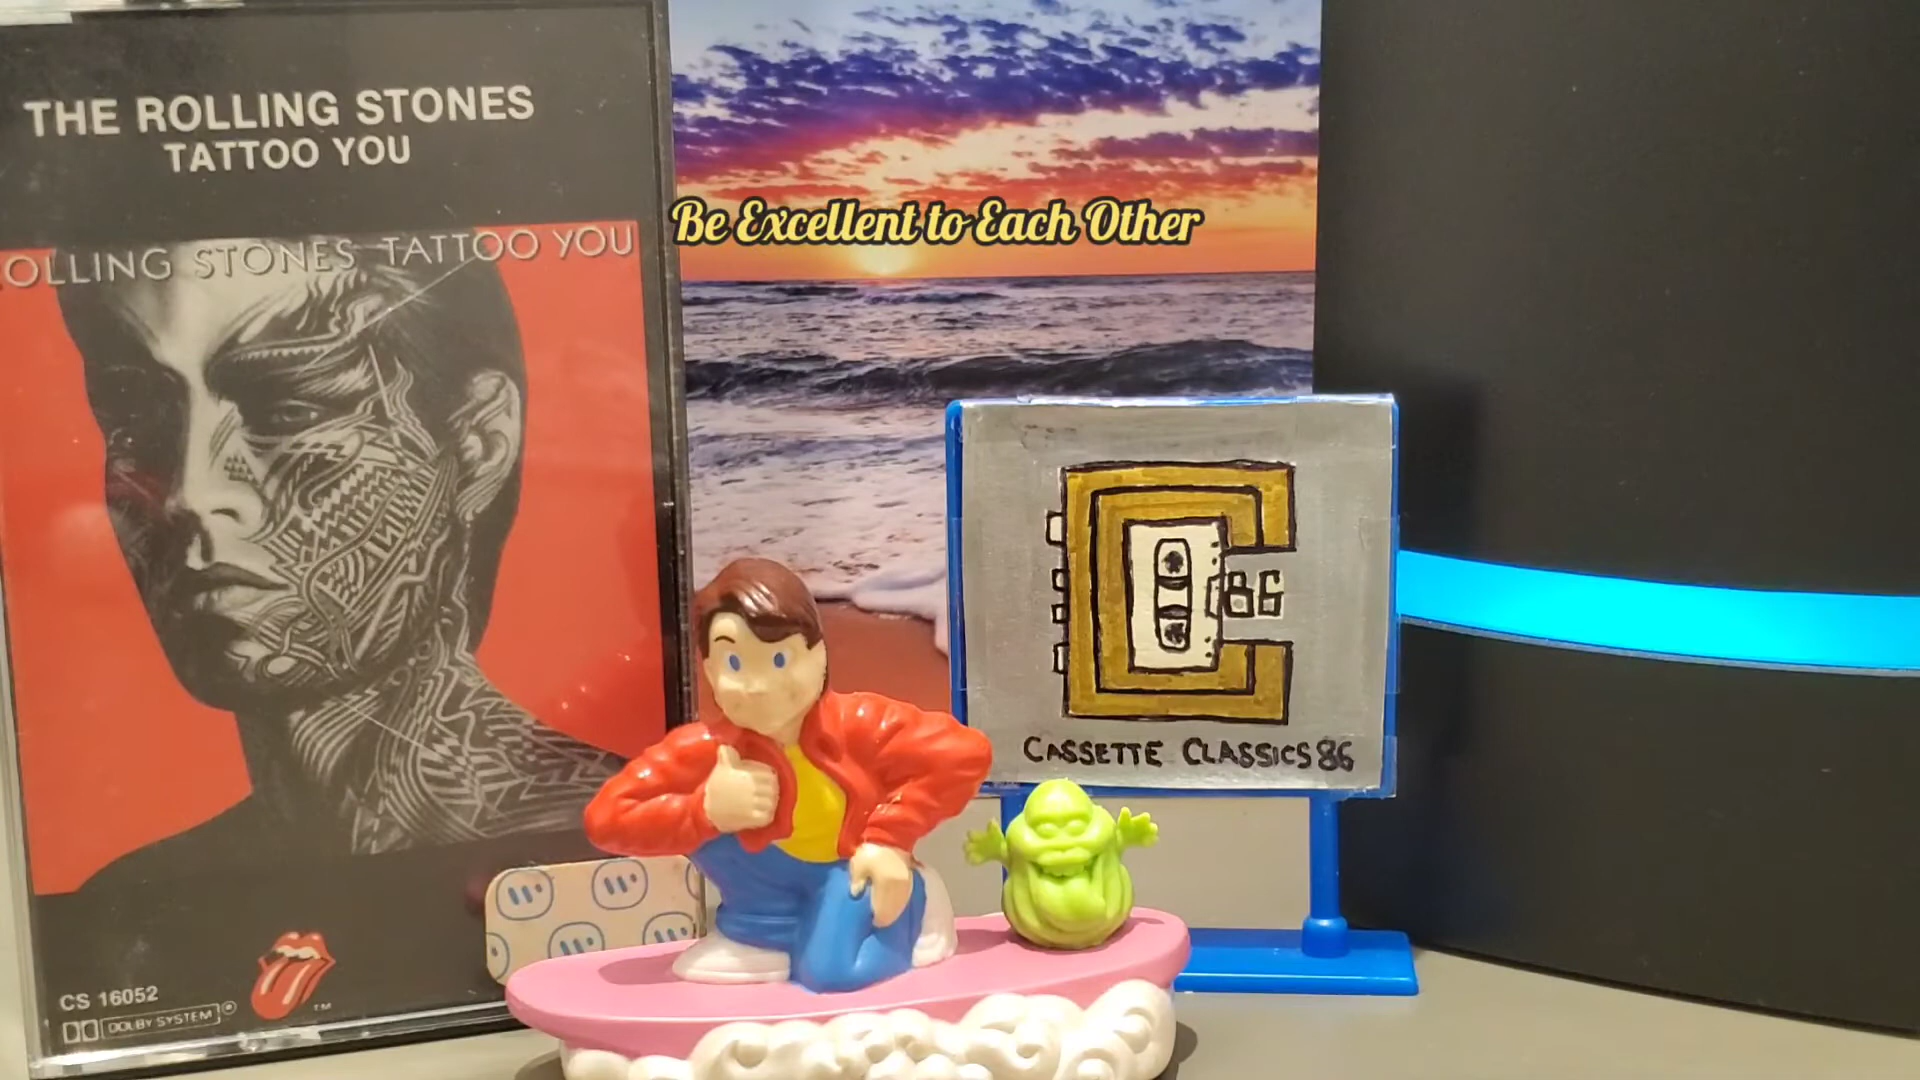 THE ROLLING STONES
TATTOO YOU
ROLLING STONES TATTOO YOU
CS 16052
DOLBY SYSTEM®
TM
Be Excellent to Each Other
86
CASSETTE CLASSICS 86